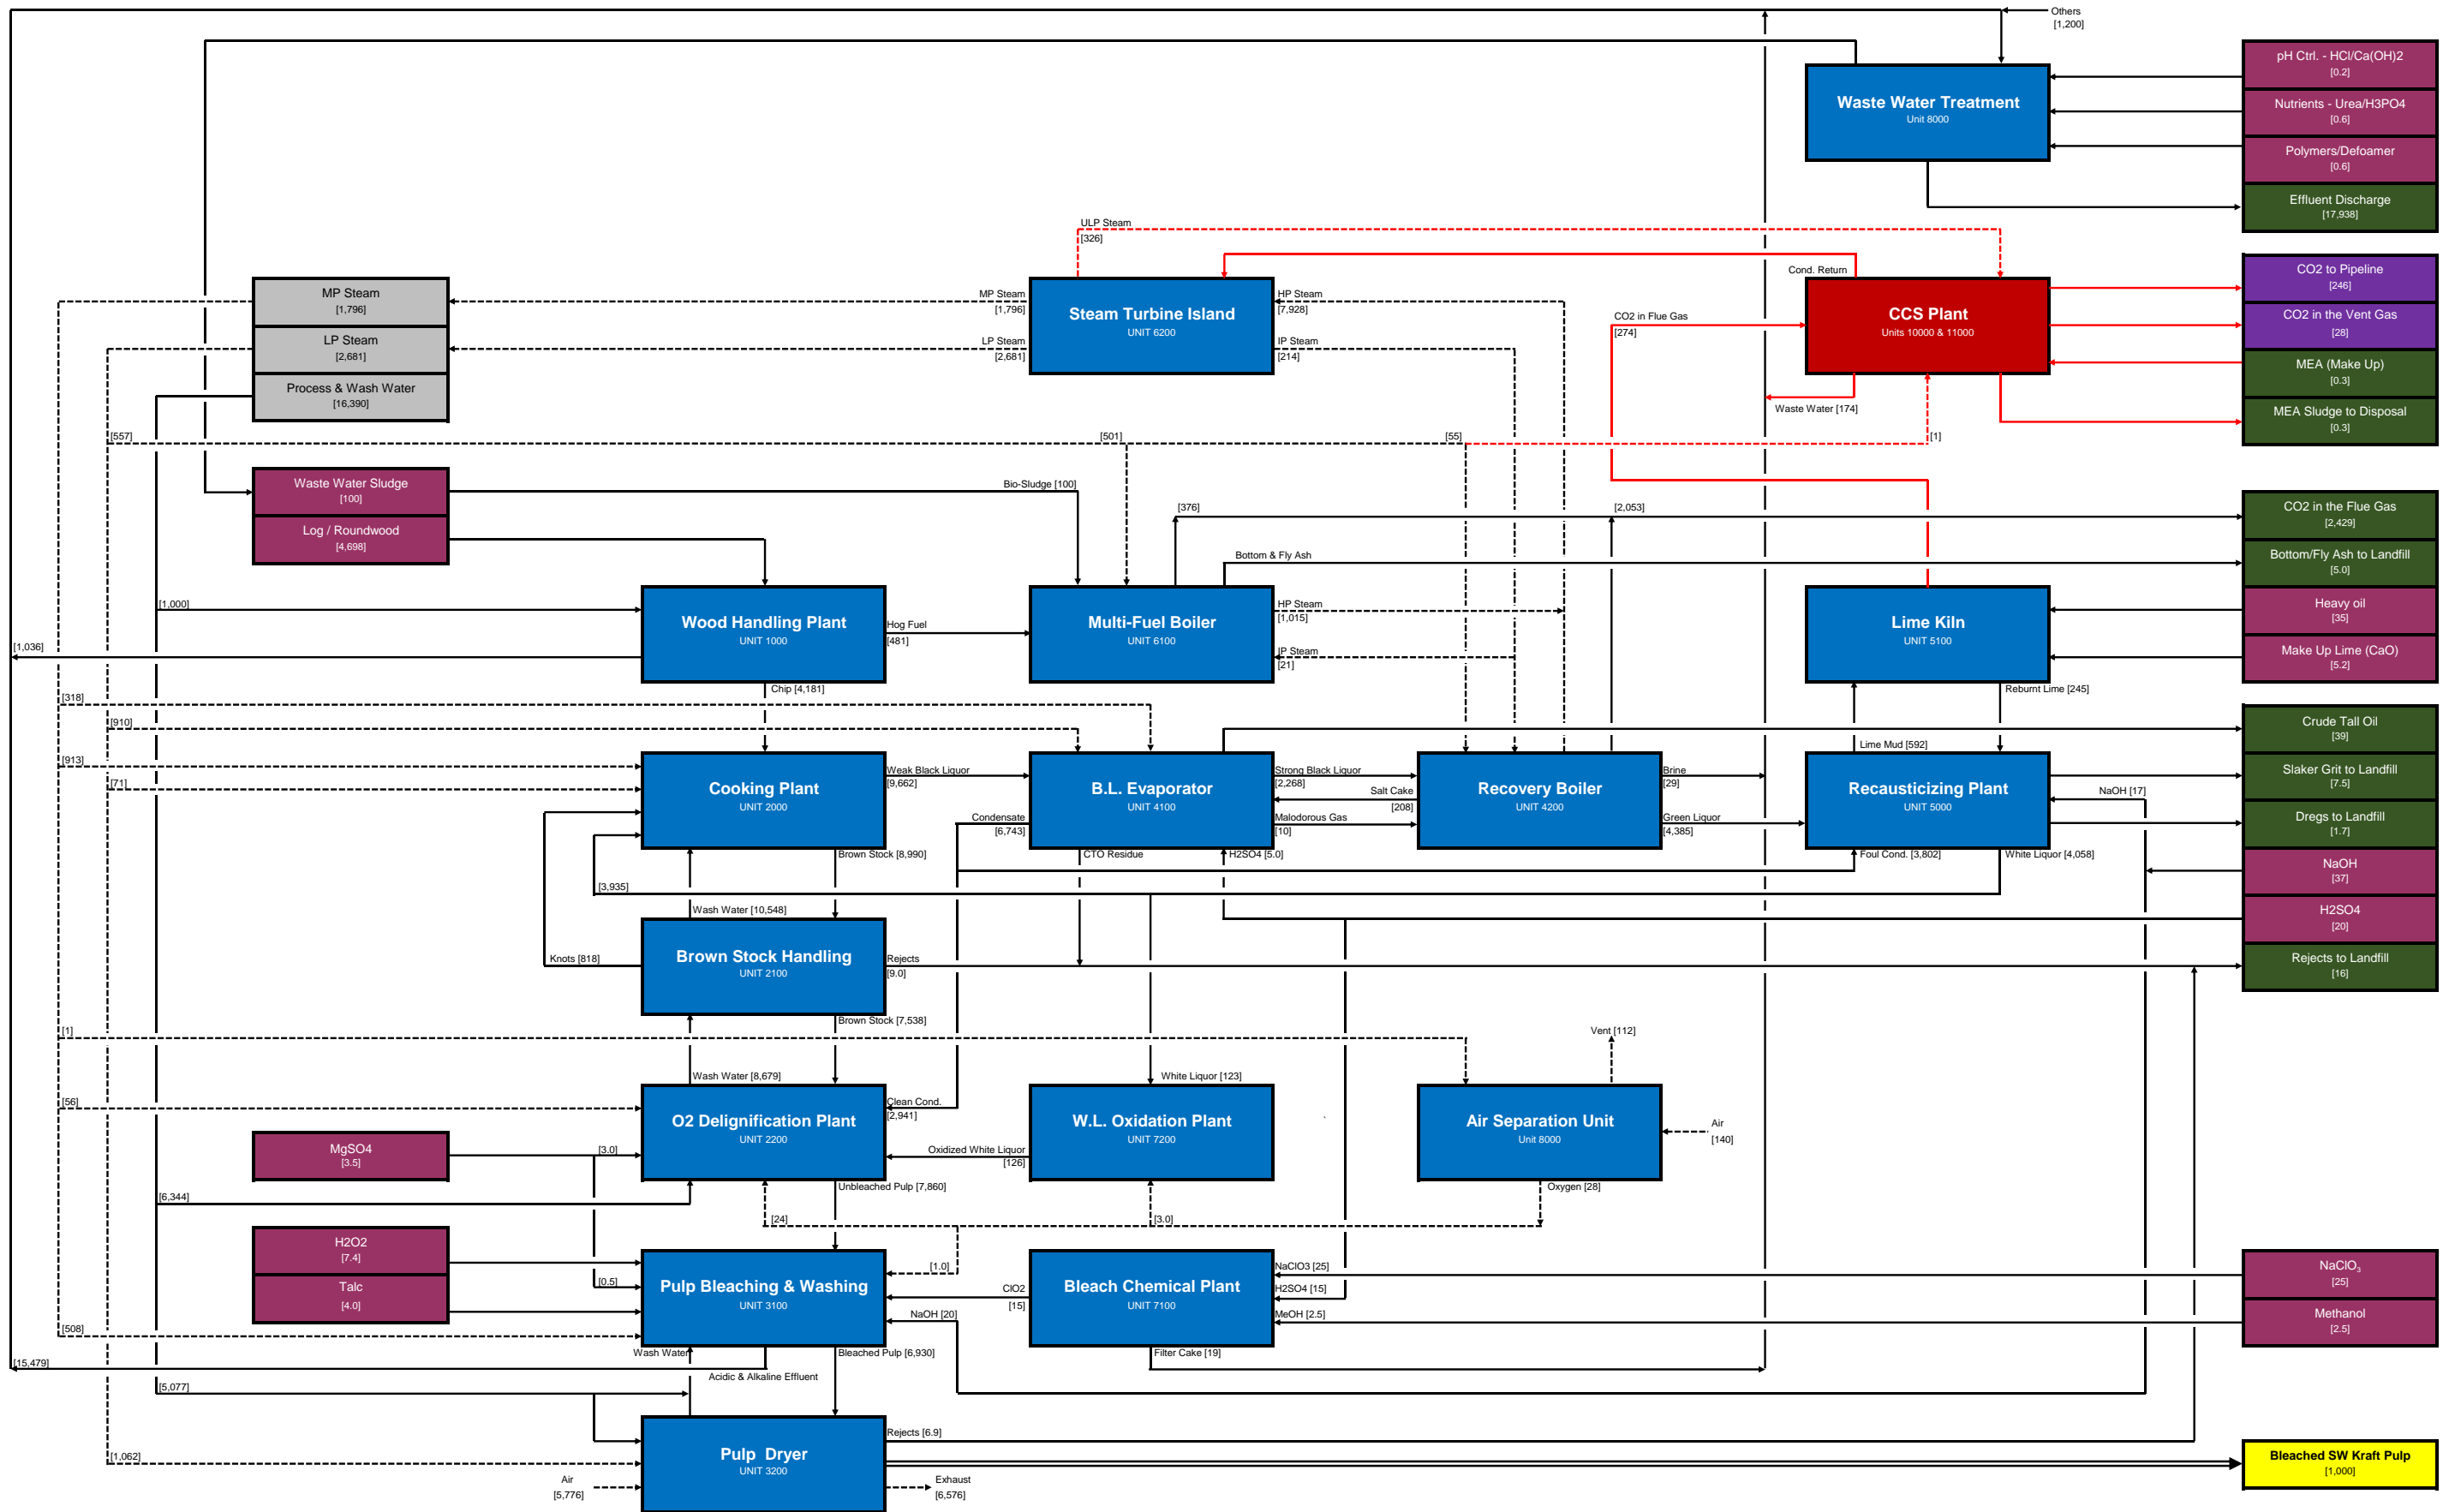 Others
[1,200]
pH Ctrl. - HCl/Ca(OH)2
[0.2]
Waste Water Treatment
Unit 8000
Nutrients - Urea/H3PO4
[0.6]
Polymers/Defoamer
[0.6]
Effluent Discharge
[17,938]
ULP Steam
[326]
Cond. Return
MP Steam
[1,796]
LP Steam
[2,681]
Process & Wash Water
[16,390]
MP Steam
[1,796]
LP Steam
[2,681]
Steam Turbine Island
UNIT 6200
HP Steam
[7,928]
IP Steam
[214]
CO2 in Flue Gas
[274]
CCS Plant
Units 10000 & 11000
Waste Water [174]
CO2 to Pipeline
[246]
CO2 in the Vent Gas
[28]
MEA (Make Up)
[0.3]
MEA Sludge to Disposal
[0.3]
[557]
[501]
[55]
[1]
Waste Water Sludge
[100]
Log / Roundwood
[4,698]
Bio-Sludge [100]
[376]
[2,053]
CO2 in the Flue Gas
[2,429]
Bottom & Fly Ash
Bottom/Fly Ash to Landfill
[5.0]
[1,000]
[1,036]
Wood Handling Plant
UNIT 1000
Hog Fuel
[481]
Multi-Fuel Boiler
UNIT 6100
HP Steam
[1,015]
IP Steam
[21]
Lime Kiln
UNIT 5100
Heavy oil
[35]
Make Up Lime (CaO)
[5.2]
Chip [4,181]
Reburnt Lime [245]
[318]
[910]
[913]
[71]
Cooking Plant
UNIT 2000
Weak Black Liquor
[9,662]
Condensate
[6,743]
B.L. Evaporator
UNIT 4100
Strong Black Liquor
[2,268]
Salt Cake
[208]
Malodorous Gas
[10]
Recovery Boiler
UNIT 4200
Brine
[29]
Green Liquor
[4,385]
Lime Mud [592]
Recausticizing Plant
UNIT 5000
NaOH [17]
Crude Tall Oil
[39]
Slaker Grit to Landfill
[7.5]
Dregs to Landfill
[1.7]
NaOH
[37]
H2SO4
[20]
Rejects to Landfill
[16]
Brown Stock [8,990]
CTO Residue
H2SO4 [5.0]
Foul Cond. [3,802]
White Liquor [4,058]
[3,935]
Wash Water [10,548]
Knots [818]
Brown Stock Handling
UNIT 2100
Rejects
[9.0]
Brown Stock [7,538]
[1]
Vent [112]
Wash Water [8,679]
White Liquor [123]
[56]
O2 Delignification Plant
UNIT 2200
Clean Cond.
[2,941]
Oxidized White Liquor
[126]
W.L. Oxidation Plant
UNIT 7200
Air Separation Unit
Unit 8000
Air
[140]
MgSO4
[3.5]
[3.0]
Unbleached Pulp [7,860]
Oxygen [28]
[6,344]
[24]
[3.0]
H2O2
[7.4]
Talc
[4.0]
[0.5]
Pulp Bleaching & Washing
UNIT 3100
[1.0]
ClO2
[15]
NaOH [20]
Bleach Chemical Plant
UNIT 7100
NaClO3 [25]
H2SO4 [15]
MeOH [2.5]
NaClO₃
[25]
Methanol
[2.5]
[508]
[15,479]
Wash Water
Bleached Pulp [6,930]
Filter Cake [19]
Acidic & Alkaline Effluent
[5,077]
Rejects [6.9]
[1,062]
Pulp Dryer
UNIT 3200
Air
[5,776]
Exhaust
[6,576]
Bleached SW Kraft Pulp
[1,000]